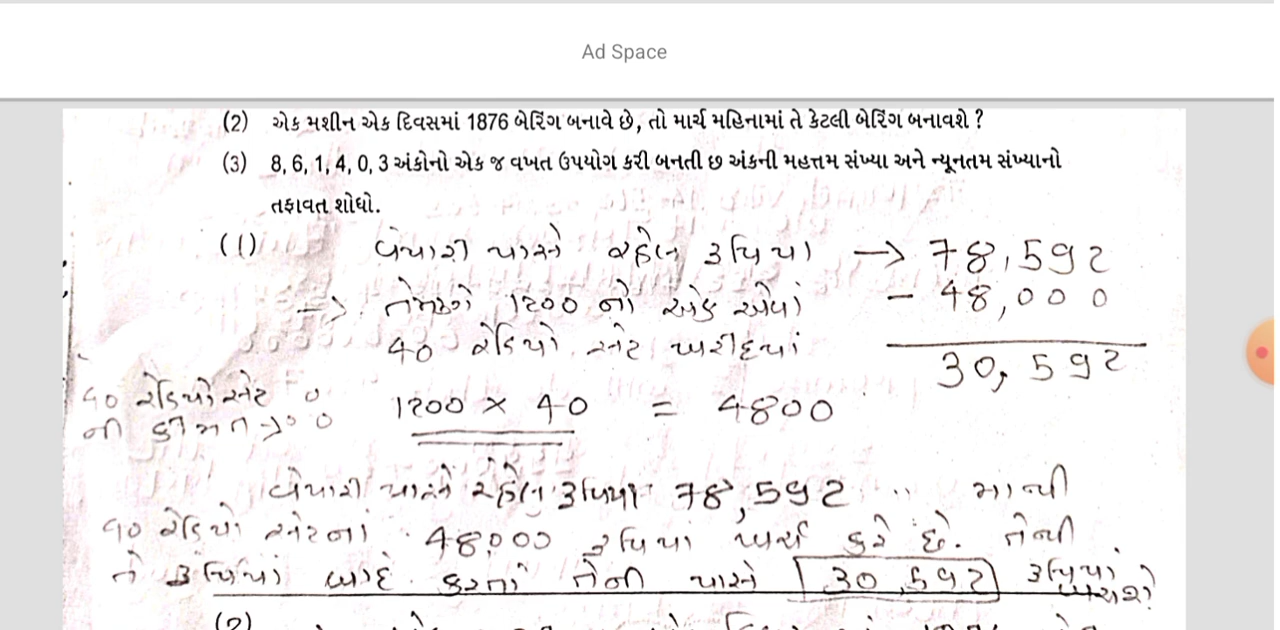 Ad Space
(2) એક મશીન એક દિવસમાં 1876 બેરિંગ બનાવે છે, તો માર્ચ મહિનામાં તે કેટલી બેરિંગ બનાવશે ?
(3) 8, 6, 1, 4, 0, 3 અંકોનો એક જ વખત ઉપયોગ કરી બનતી છ અંકની મહત્તમ સંખ્યા અને ન્યૂનતમ સંખ્યાનો
તફાવત શોધો.
(1) વેપારી પાસે રહેલ રૂપિયા → 78,592
⇒ તેમણે 1200 નો એક એવાં - 48,000
40 રેડિયો સેટ ખરીદયાં
30,592
40 રેડિયો સેટ
ની કીંમત → 1200 × 40 = 4800
વેપારી પાસે રહેલ રૂપિયા 78,592 માંથી
40 રેડિયો સેટનાં 48,000 રૂપિયા ખર્ચ કરે છે. તેથી
તે રૂપિયાં બાદ કરતાં તેની પાસે 30,592 રૂપિયાં
(2)